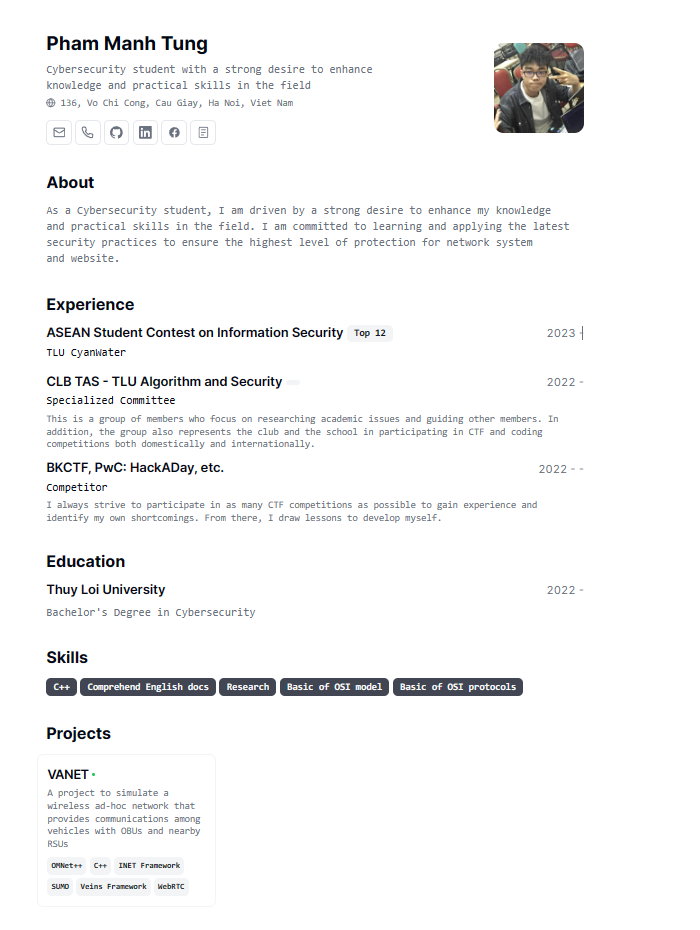 Pham Manh Tung
Cybersecurity student with a strong desire to enhance
knowledge and practical skills in the field
136, Vo Chi Cong, Cau Giay, Ha Noi, Viet Nam
About
As a Cybersecurity student, I am driven by a strong desire to enhance my knowledge
and practical skills in the field. I am committed to learning and applying the latest
security practices to ensure the highest level of protection for network system
and website.
Experience
ASEAN Student Contest on Information Security Top 12 2023 -
TLU CyanWater
CLB TAS - TLU Algorithm and Security 2022 -
Specialized Committee
This is a group of members who focus on researching academic issues and guiding other members. In
addition, the group also represents the club and the school in participating in CTF and coding
competitions both domestically and internationally.
BKCTF, PwC: HackADay, etc. 2022 - -
Competitor
I always strive to participate in as many CTF competitions as possible to gain experience and
identify my own shortcomings. From there, I draw lessons to develop myself.
Education
Thuy Loi University 2022 -
Bachelor's Degree in Cybersecurity
Skills
C++ Comprehend English docs Research Basic of OSI model Basic of OSI protocols
Projects
VANET
A project to simulate a
wireless ad-hoc network that
provides communications among
vehicles with OBUs and nearby
RSUs
OMNet++ C++ INET Framework
SUMO Veins Framework WebRTC